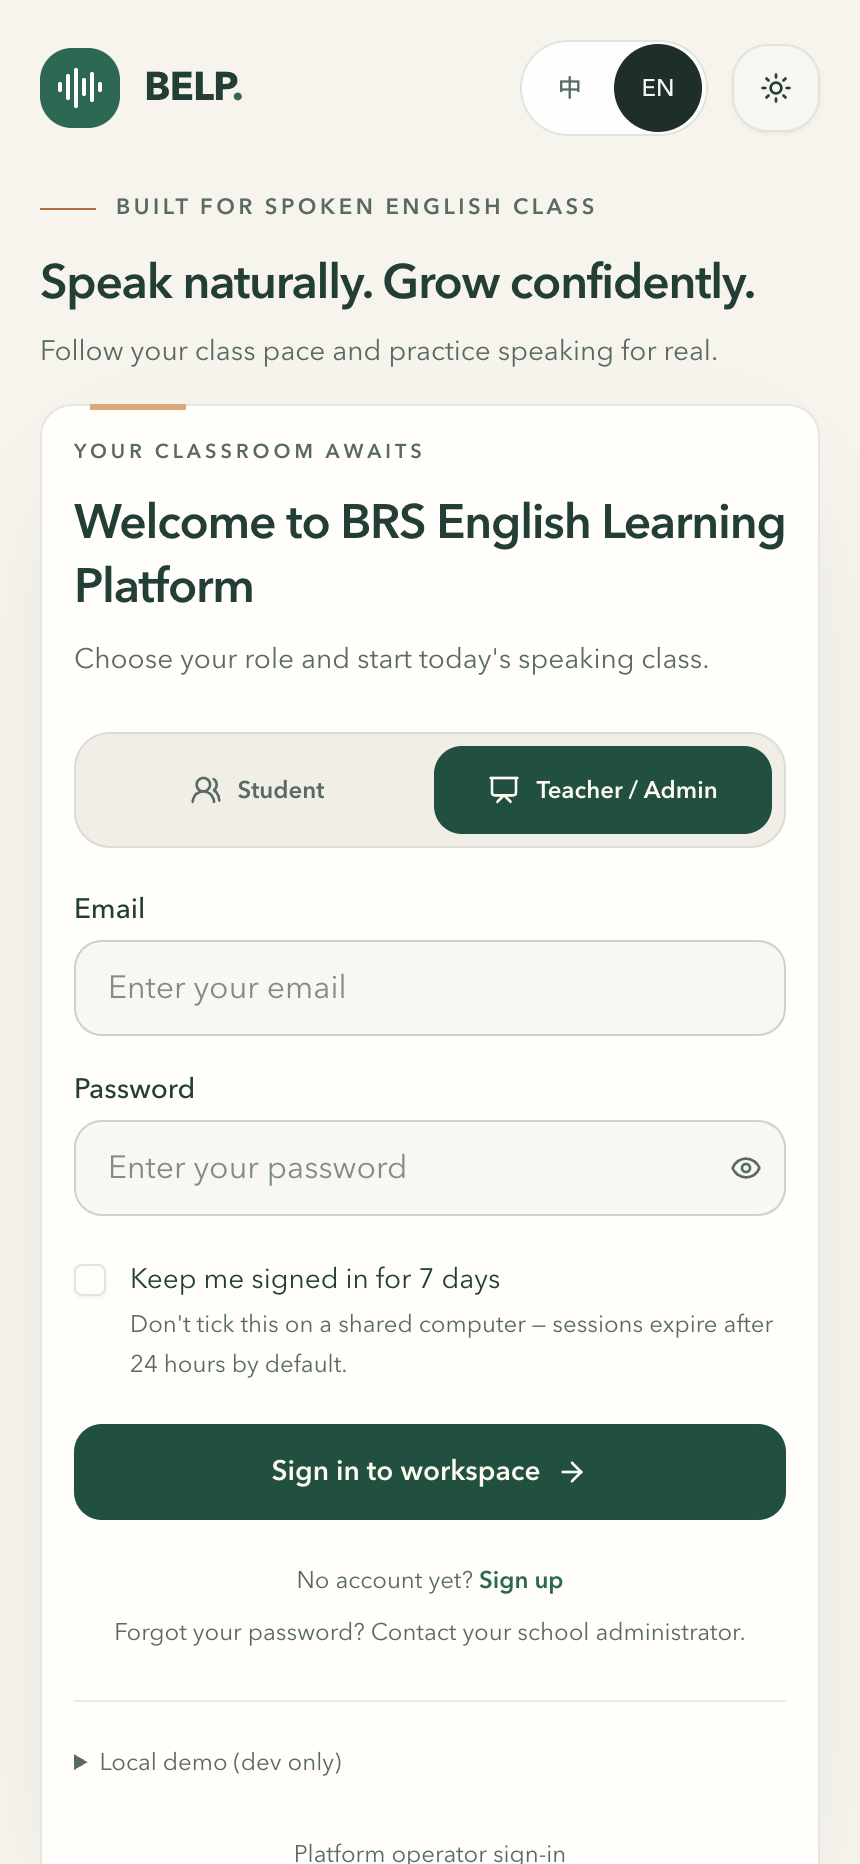 BELP.
中 EN
BUILT FOR SPOKEN ENGLISH CLASS
Speak naturally. Grow confidently.
Follow your class pace and practice speaking for real.
YOUR CLASSROOM AWAITS
Welcome to BRS English Learning
Platform
Choose your role and start today's speaking class.
Student
Teacher / Admin
Email
Enter your email
Password
Enter your password
Keep me signed in for 7 days
Don't tick this on a shared computer — sessions expire after
24 hours by default.
Sign in to workspace →
No account yet? Sign up
Forgot your password? Contact your school administrator.
Local demo (dev only)
Platform operator sign-in